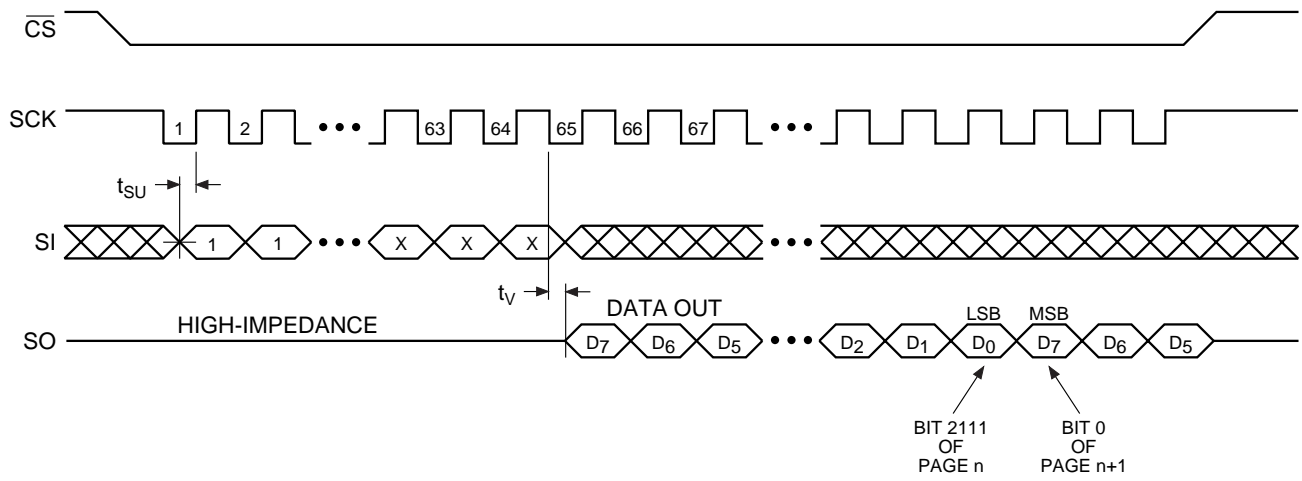 CS
SCK 1 2 ••• 63 64 65 66 67 •••
tSU
SI 1 1 ••• X X X •••
tV
HIGH-IMPEDANCE DATA OUT LSB MSB
SO D7 D6 D5 ••• D2 D1 D0 D7 D6 D5
BIT 2111
OF
PAGE n
BIT 0
OF
PAGE n+1